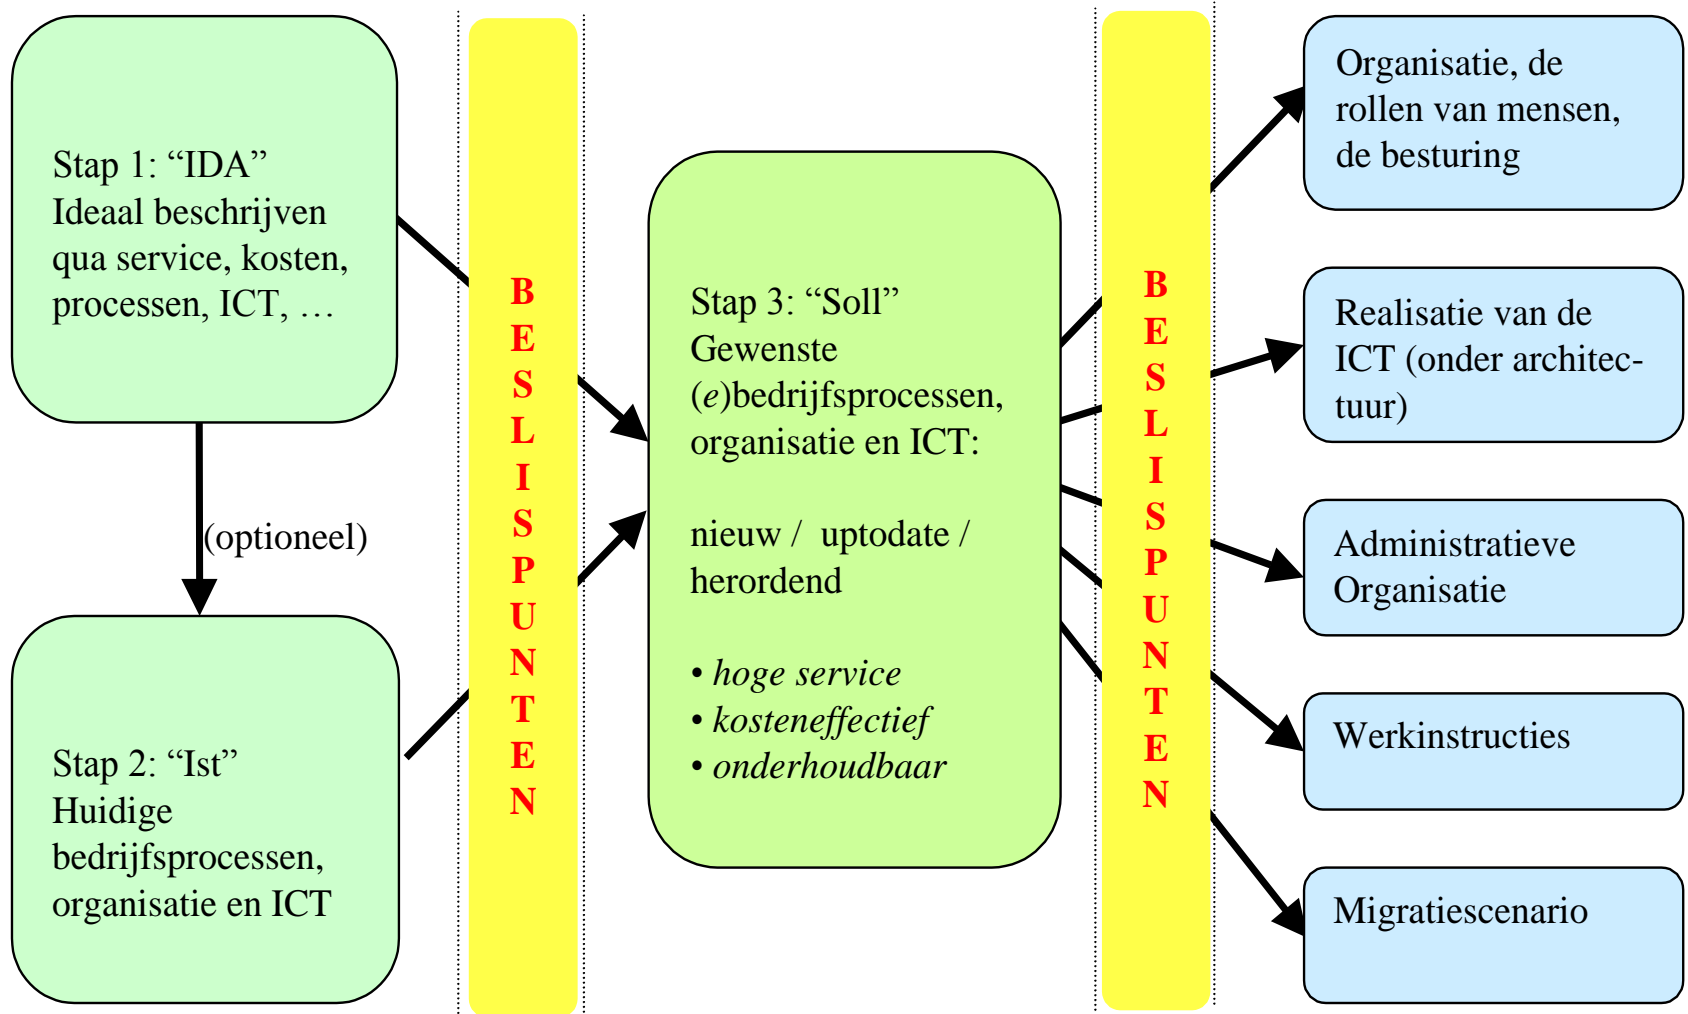 Stap 1: “IDA”
Ideaal beschrijven
qua service, kosten,
processen, ICT, …
(optioneel)
Stap 2: “Ist”
Huidige
bedrijfsprocessen,
organisatie en ICT
B
E
S
L
I
S
P
U
N
T
E
N
Stap 3: “Soll”
Gewenste
(e)bedrijfsprocessen,
organisatie en ICT:
nieuw / uptodate /
herordend
• hoge service
• kosteneffectief
• onderhoudbaar
B
E
S
L
I
S
P
U
N
T
E
N
Organisatie, de
rollen van mensen,
de besturing
Realisatie van de
ICT (onder architec-
tuur)
Administratieve
Organisatie
Werkinstructies
Migratiescenario